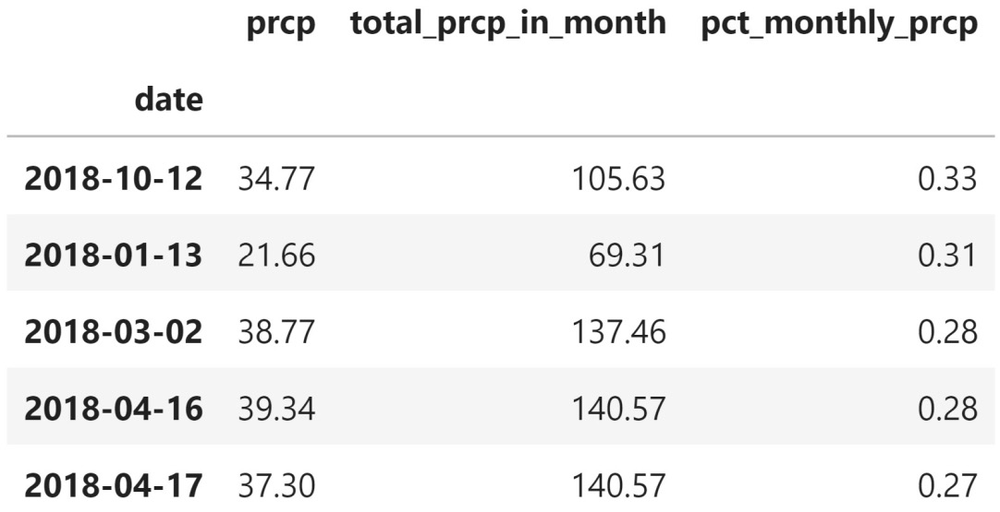 prcp total_prcp_in_month pct_monthly_prcp
date
2018-10-12 34.77 105.63 0.33
2018-01-13 21.66 69.31 0.31
2018-03-02 38.77 137.46 0.28
2018-04-16 39.34 140.57 0.28
2018-04-17 37.30 140.57 0.27